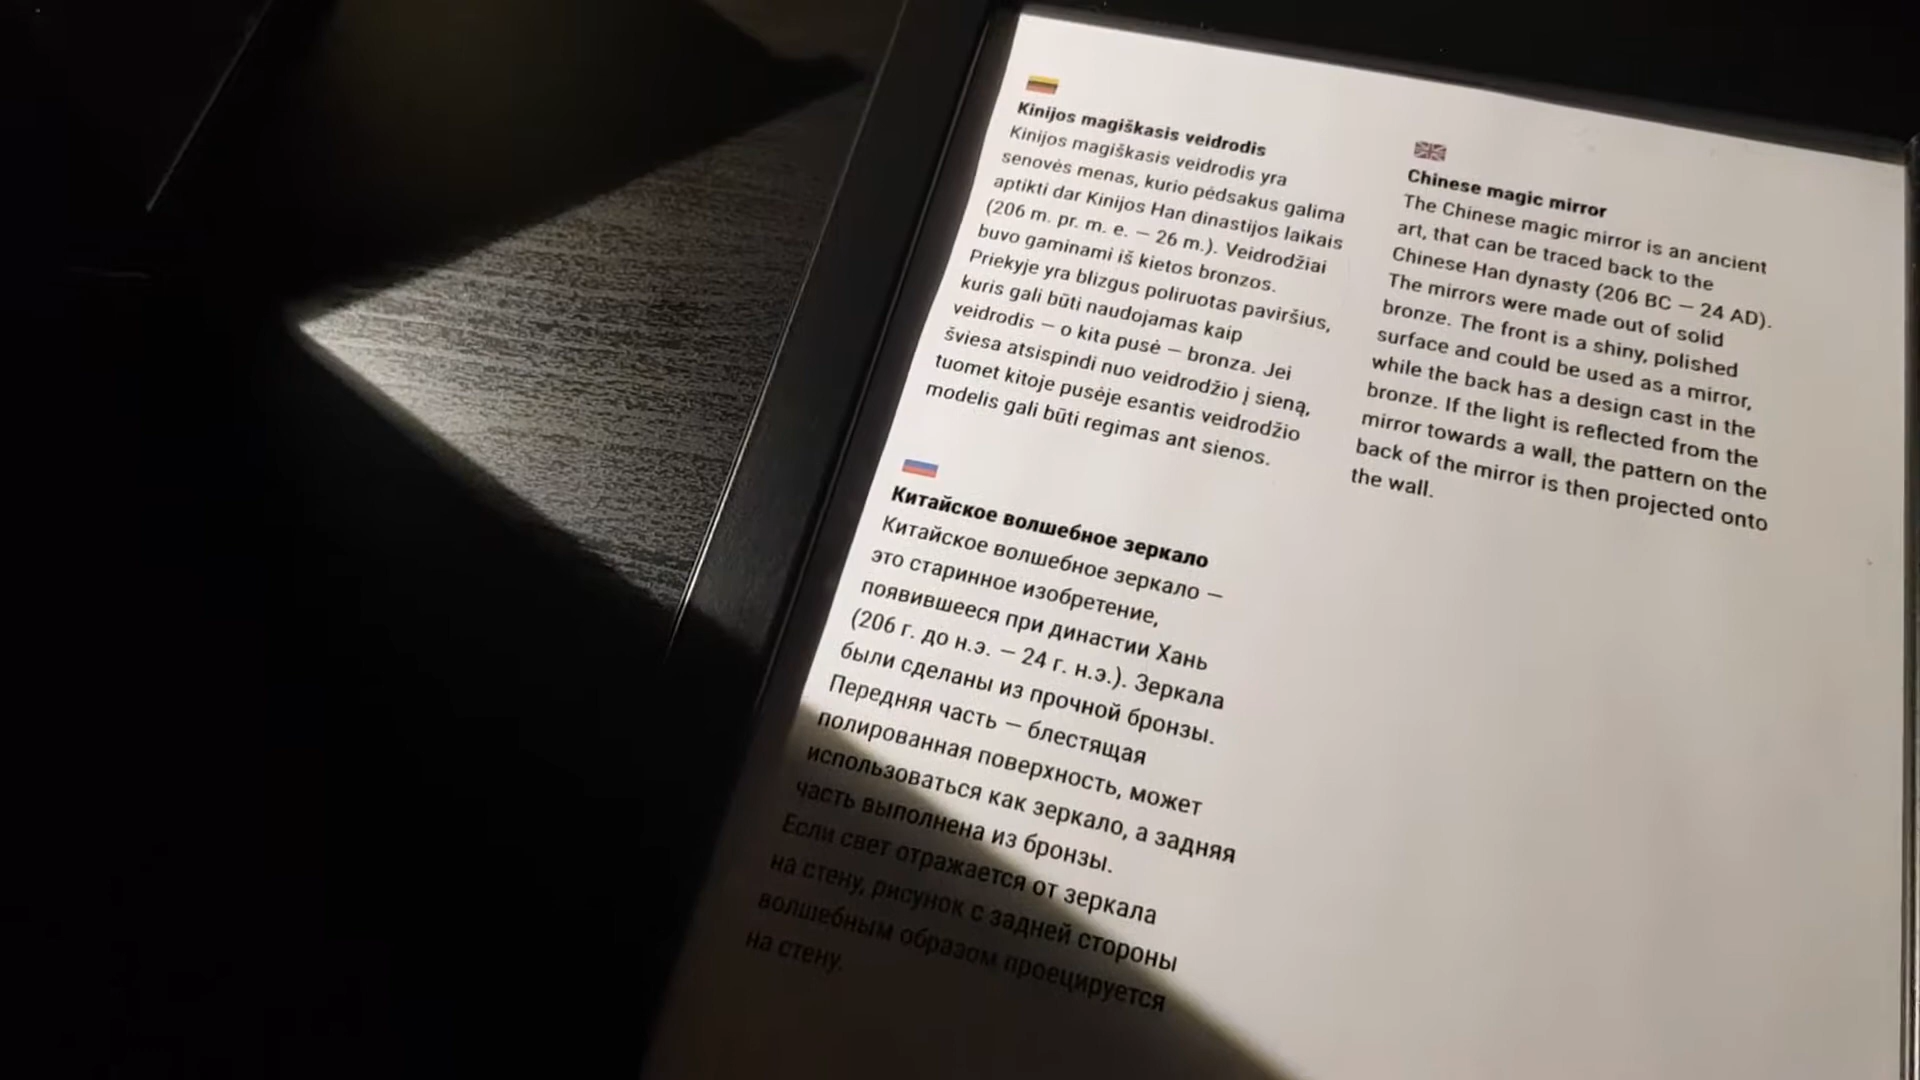 Kinijos magiškasis veidrodis
Kinijos magiškasis veidrodis yra
senovės menas, kurio pėdsakus galima
aptikti dar Kinijos Han dinastijos laikais
(206 m. pr. m. e. — 26 m.). Veidrodžiai
buvo gaminami iš kietos bronzos.
Priekyje yra blizgus poliruotas paviršius,
kuris gali būti naudojamas kaip
veidrodis — o kita pusė — bronza. Jei
šviesa atsispindi nuo veidrodžio į sieną,
tuomet kitoje pusėje esantis veidrodžio
modelis gali būti regimas ant sienos.
Китайское волшебное зеркало
Китайское волшебное зеркало —
это старинное изобретение,
появившееся при династии Хань
(206 г. до н.э. — 24 г. н.э.). Зеркала
были сделаны из прочной бронзы.
Передняя часть — блестящая
полированная поверхность, может
использоваться как зеркало, а задняя
часть выполнена из бронзы.
Если свет отражается от зеркала
на стену, рисунок с задней стороны
волшебным образом проецируется
на стену.
Chinese magic mirror
The Chinese magic mirror is an ancient
art, that can be traced back to the
Chinese Han dynasty (206 BC — 24 AD).
The mirrors were made out of solid
bronze. The front is a shiny, polished
surface and could be used as a mirror,
while the back has a design cast in the
bronze. If the light is reflected from the
mirror towards a wall, the pattern on the
back of the mirror is then projected onto
the wall.